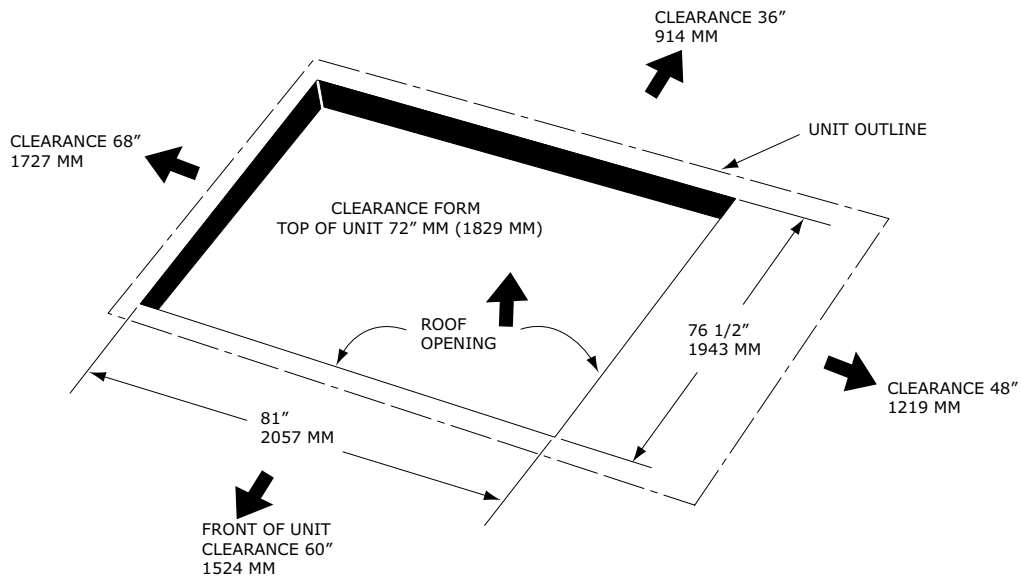 CLEARANCE 36”
914 MM
UNIT OUTLINE
CLEARANCE 68”
1727 MM
CLEARANCE FORM
TOP OF UNIT 72” MM (1829 MM)
ROOF
OPENING
76 1/2”
1943 MM
CLEARANCE 48”
1219 MM
81”
2057 MM
FRONT OF UNIT
CLEARANCE 60”
1524 MM